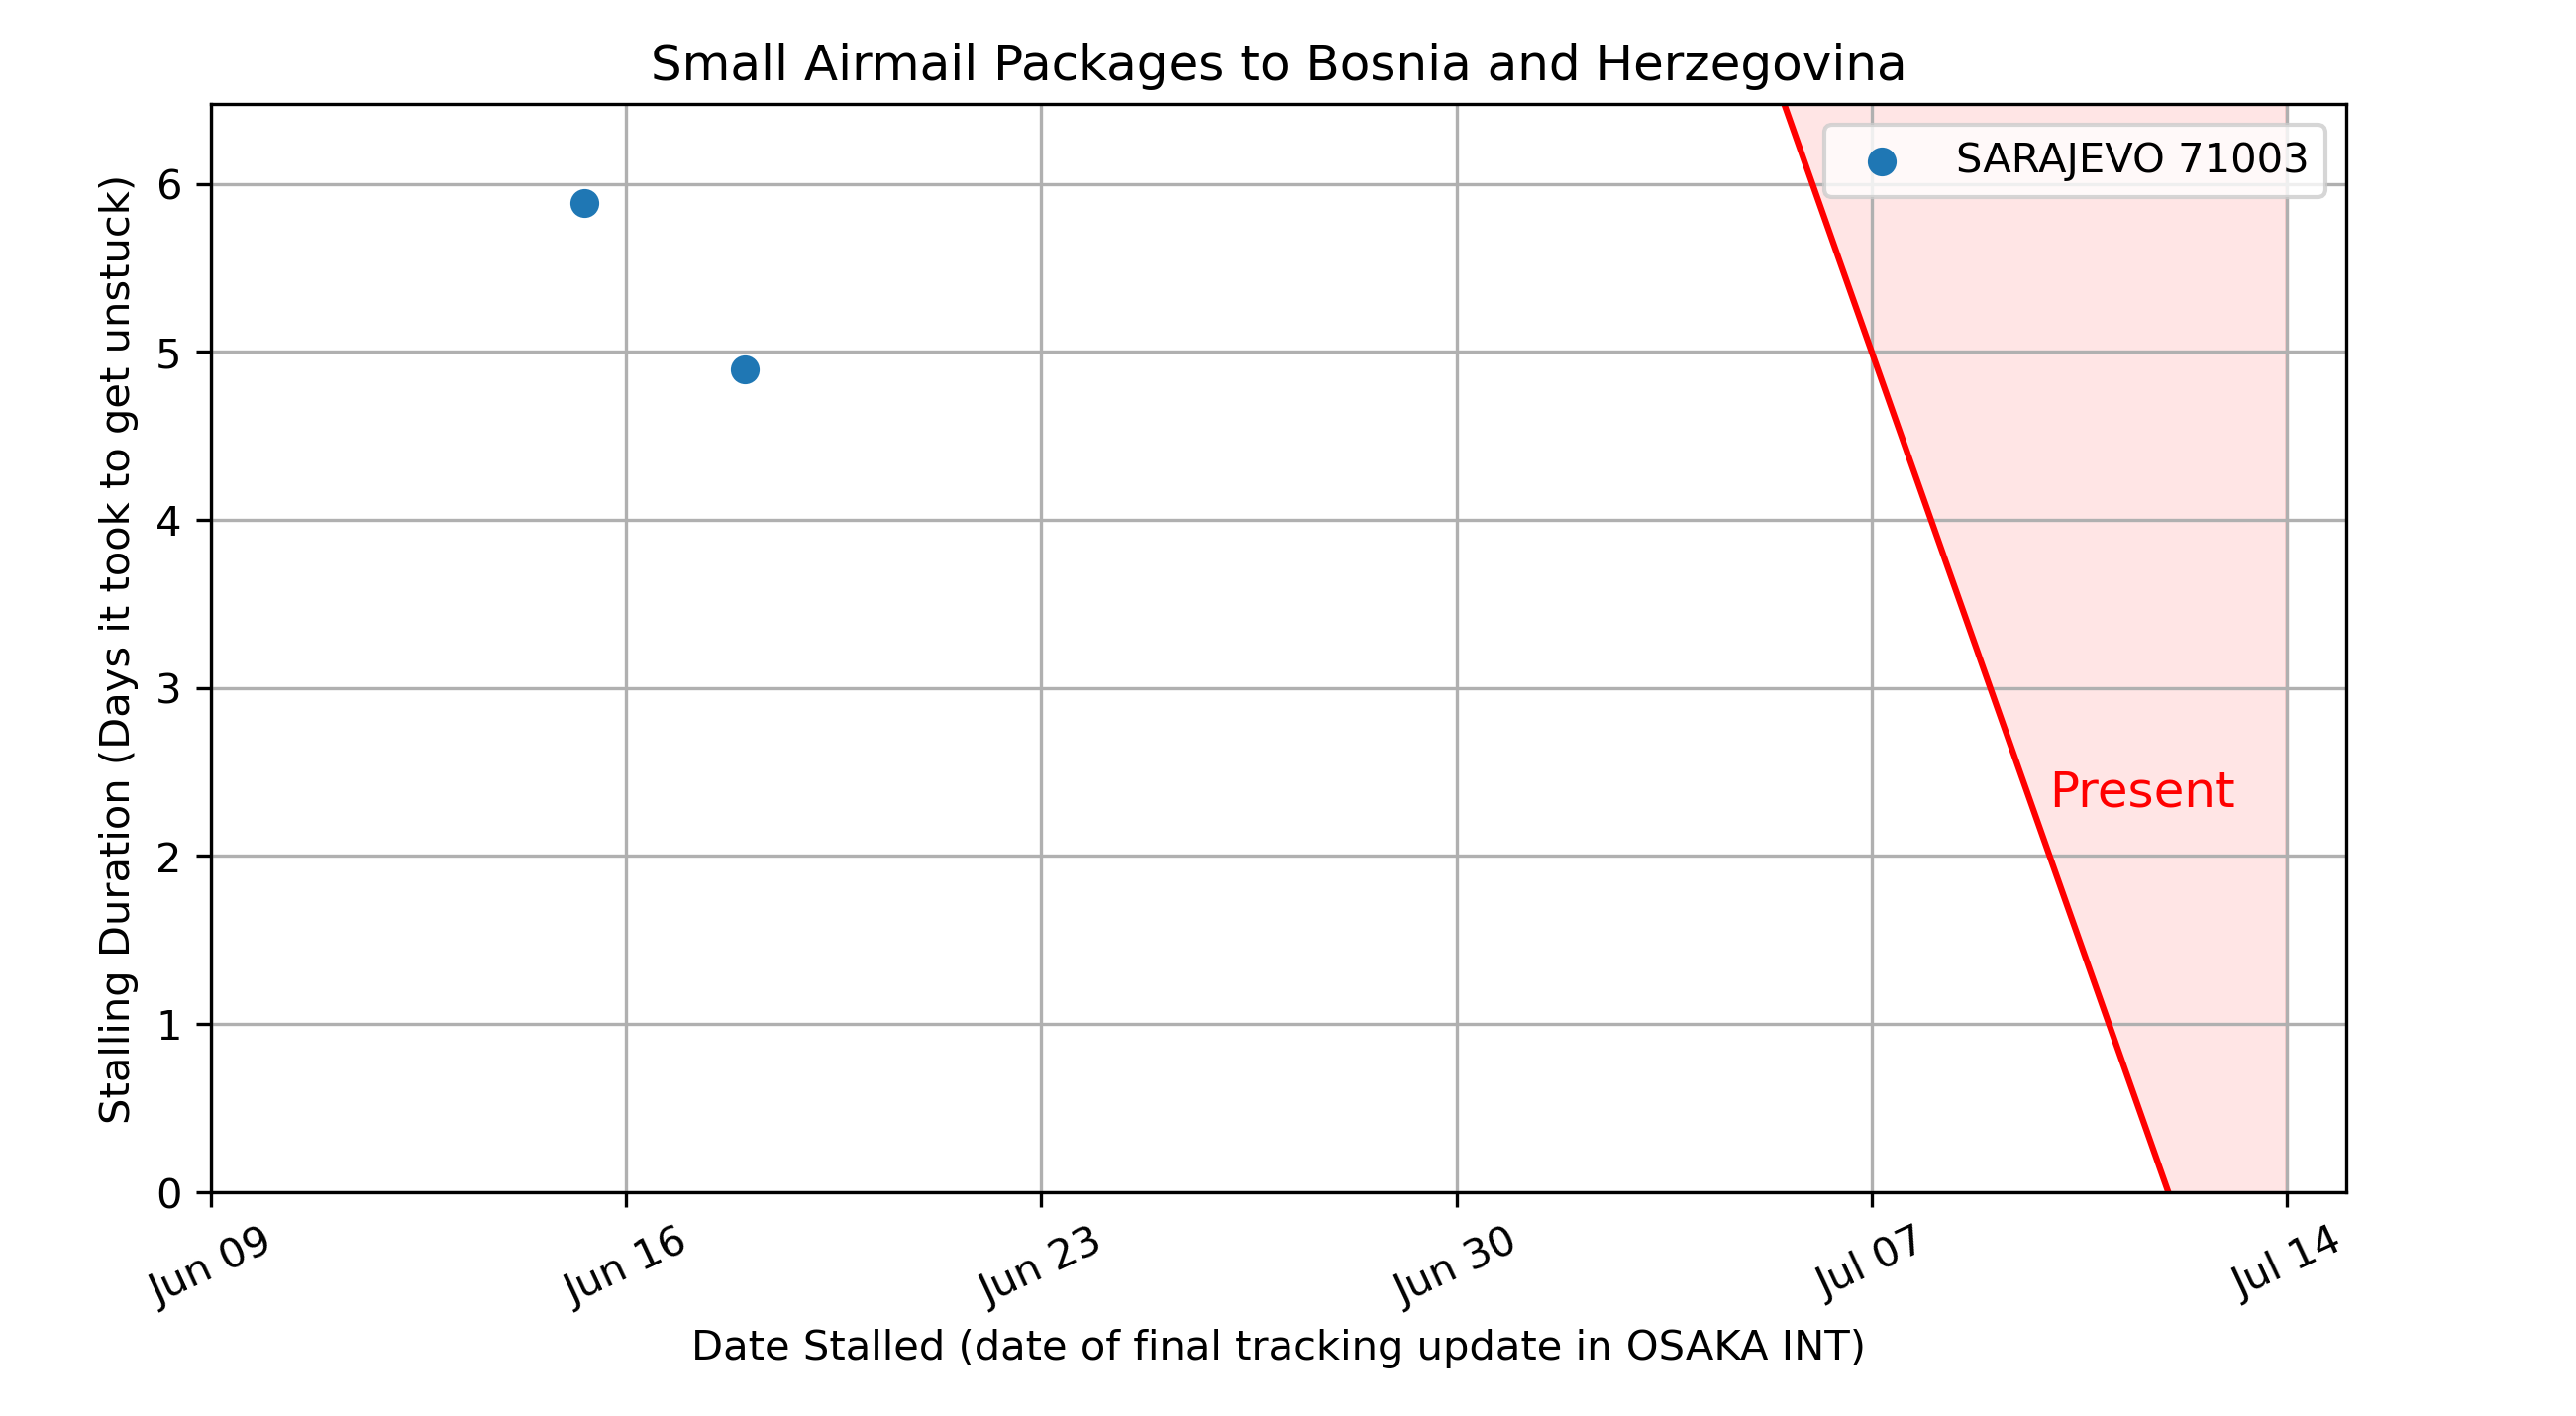 Small Airmail Packages to Bosnia and Herzegovina
SARAJEVO 71003
Stalling Duration (Days it took to get unstuck)
6
5
4
3
2
1
0
Present
Jun 09
Jun 16
Jun 23
Jun 30
Jul 07
Jul 14
Date Stalled (date of final tracking update in OSAKA INT)